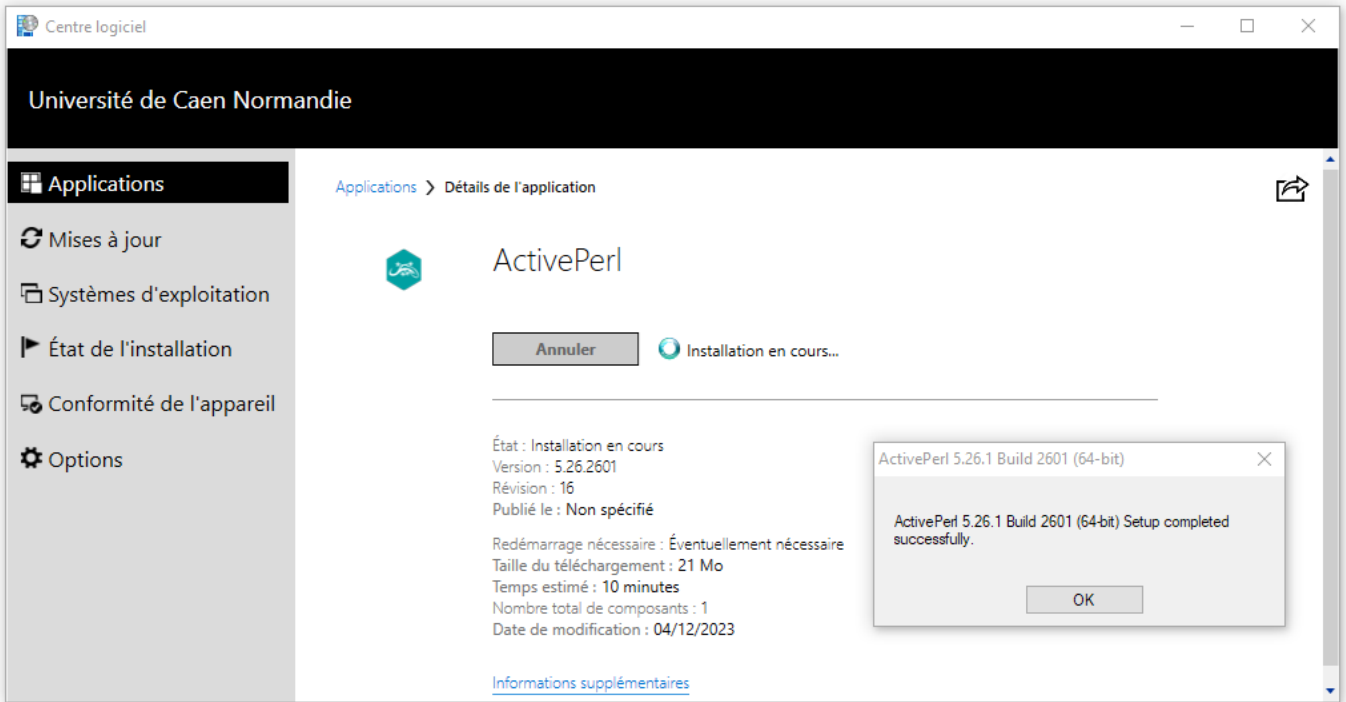 Centre logiciel
Université de Caen Normandie
Applications
Mises à jour
Systèmes d'exploitation
État de l'installation
Conformité de l'appareil
Options
Applications > Détails de l'application
ActivePerl
Annuler
Installation en cours...
État : Installation en cours
Version : 5.26.2601
Révision : 16
Publié le : Non spécifié
Redémarrage nécessaire : Éventuellement nécessaire
Taille du téléchargement : 21 Mo
Temps estimé : 10 minutes
Nombre total de composants : 1
Date de modification : 04/12/2023
Informations supplémentaires
ActivePerl 5.26.1 Build 2601 (64-bit)
ActivePerl 5.26.1 Build 2601 (64-bit) Setup completed
successfully.
OK